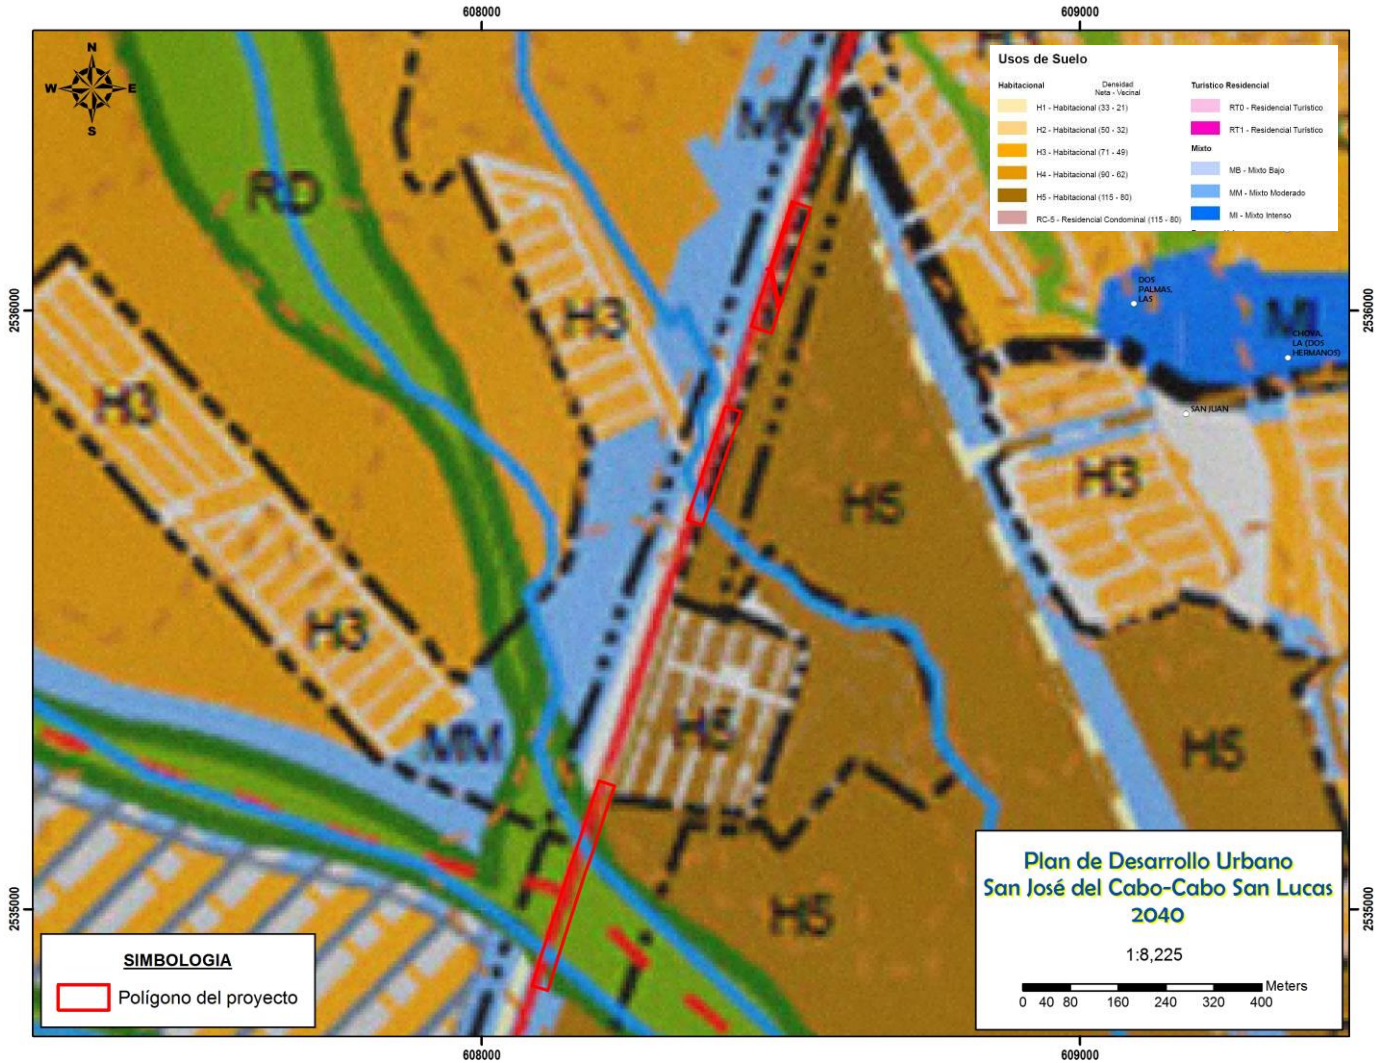 608000
609000
N
W
E
S
Usos de Suelo
Habitacional
Densidad
Neta - Vecinal
H1 - Habitacional (33 - 21)
H2 - Habitacional (50 - 32)
H3 - Habitacional (71 - 49)
H4 - Habitacional (90 - 62)
H5 - Habitacional (115 - 80)
RC-5 - Residencial Condominal (115 - 80)
Turístico Residencial
RT0 - Residencial Turístico
RT1 - Residencial Turístico
Mixto
MB - Mixto Bajo
MM - Mixto Moderado
MI - Mixto Intenso
RD
H3
H3
H3
MM
H5
H5
H5
H5
H3
MI
DOS
PALMAS,
LAS
CHOYA,
LA (DOS
HERMANOS)
SAN JUAN
2536000
2536000
2535000
2535000
SIMBOLOGIA
Polígono del proyecto
Plan de Desarrollo Urbano
San José del Cabo-Cabo San Lucas
2040
1:8,225
Meters
0 40 80 160 240 320 400
608000
609000